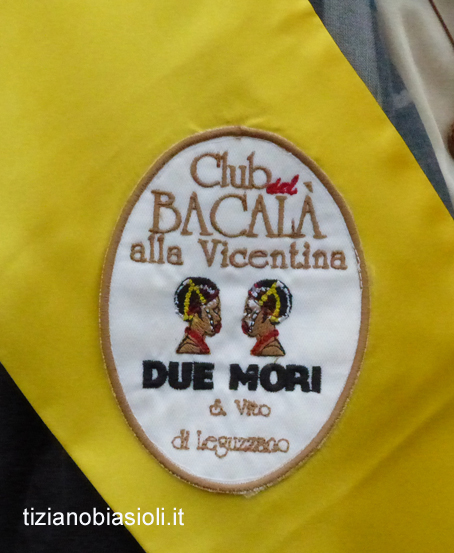 Club del
BACALÀ
alla Vicentina
DUE MORI
S. Vito
di Leguzzano
tizianobiasioli.it